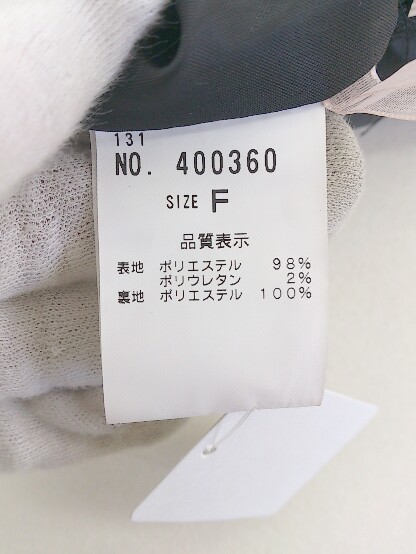 131
NO. 400360
SIZE F
品質表示
表地 ポリエステル 98%
ポリウレタン 2%
裏地 ポリエステル 100%